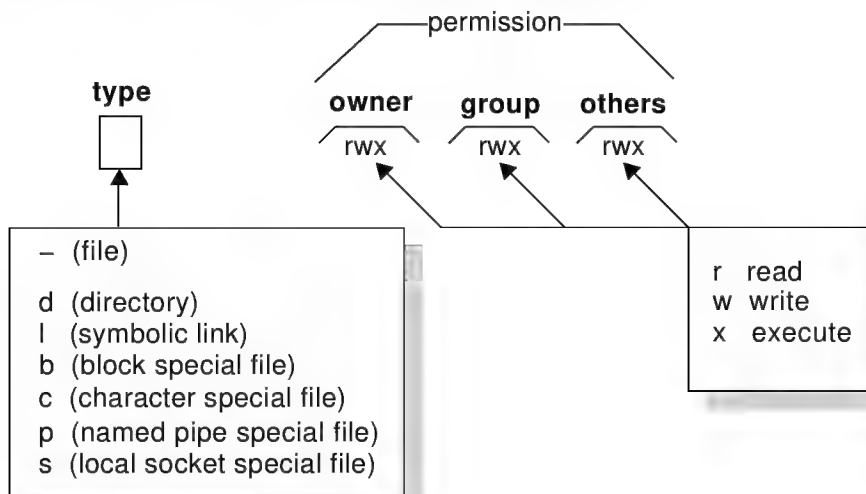 permission
type
owner group others
rwx rwx rwx
– (file)
d (directory)
l (symbolic link)
b (block special file)
c (character special file)
p (named pipe special file)
s (local socket special file)
r read
w write
x execute